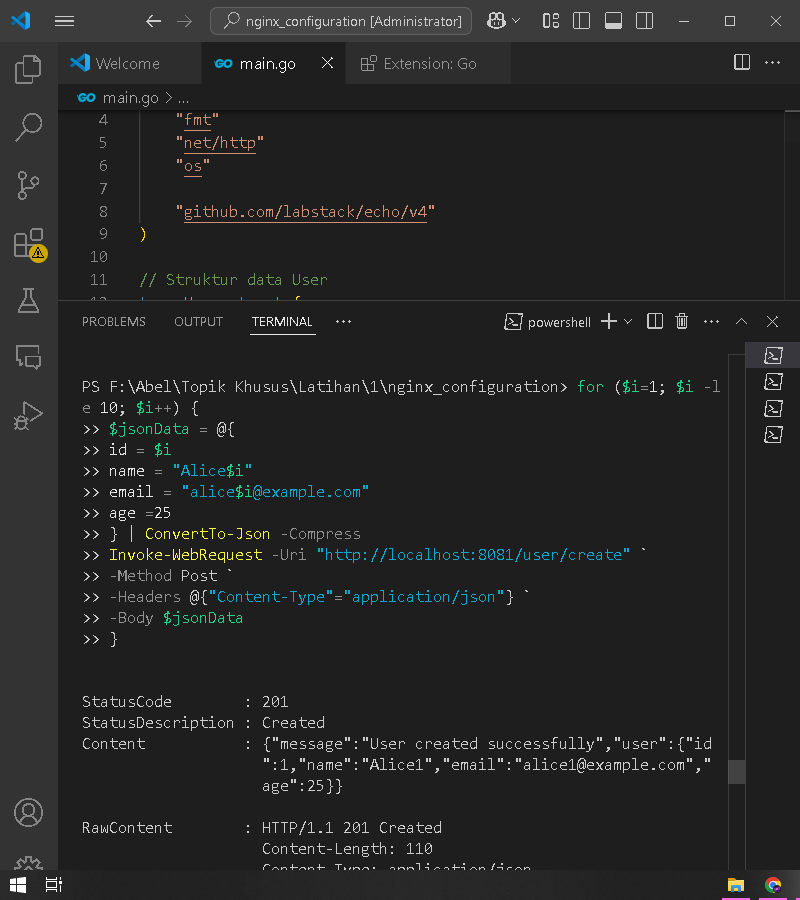 nginx_configuration [Administrator]
Welcome
main.go
Extension: Go
main.go > ...
4 "fmt"
5 "net/http"
6 "os"
7
8 "github.com/labstack/echo/v4"
9 )
10
11 // Struktur data User
PROBLEMS OUTPUT TERMINAL ...
powershell
PS F:\Abel\Topik Khusus\Latihan\1\nginx_configuration> for ($i=1; $i -l
e 10; $i++) {
>> $jsonData = @{
>> id = $i
>> name = "Alice$i"
>> email = "alice$i@example.com"
>> age =25
>> } | ConvertTo-Json -Compress
>> Invoke-WebRequest -Uri "http://localhost:8081/user/create" `
>> -Method Post `
>> -Headers @{"Content-Type"="application/json"} `
>> -Body $jsonData
>> }
StatusCode : 201
StatusDescription : Created
Content : {"message":"User created successfully","user":{"id
":1,"name":"Alice1","email":"alice1@example.com","
age":25}}
RawContent : HTTP/1.1 201 Created
Content-Length: 110
Content-Type: application/json